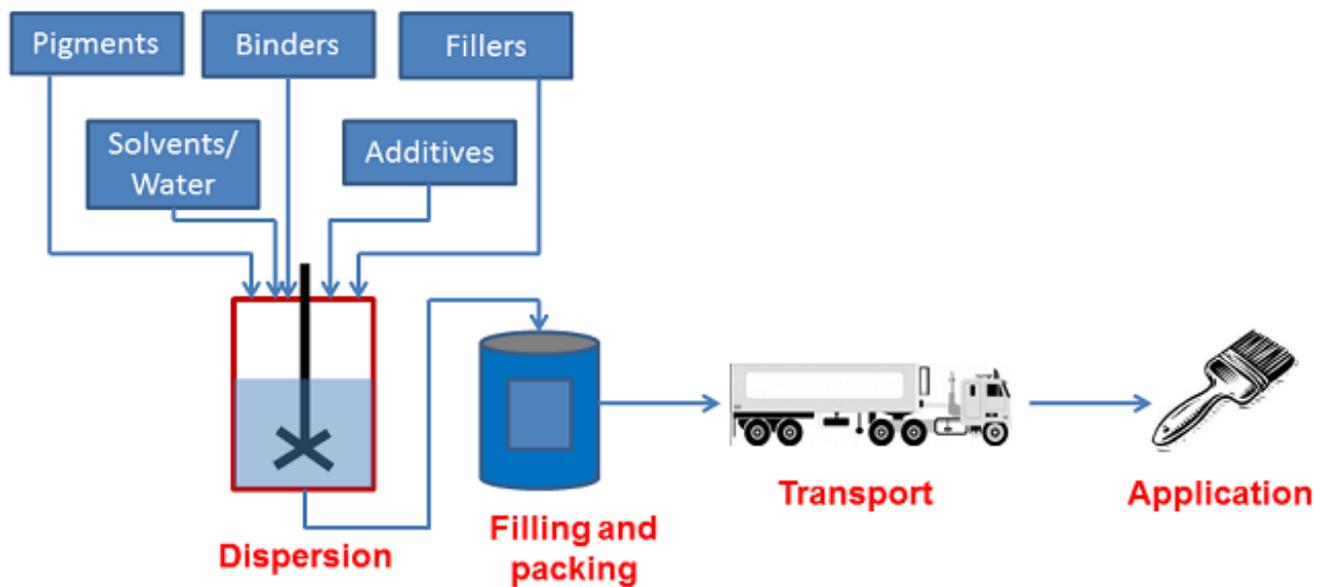 Pigments
Binders
Fillers
Solvents/
Water
Additives
Dispersion
Filling and
packing
Transport
Application